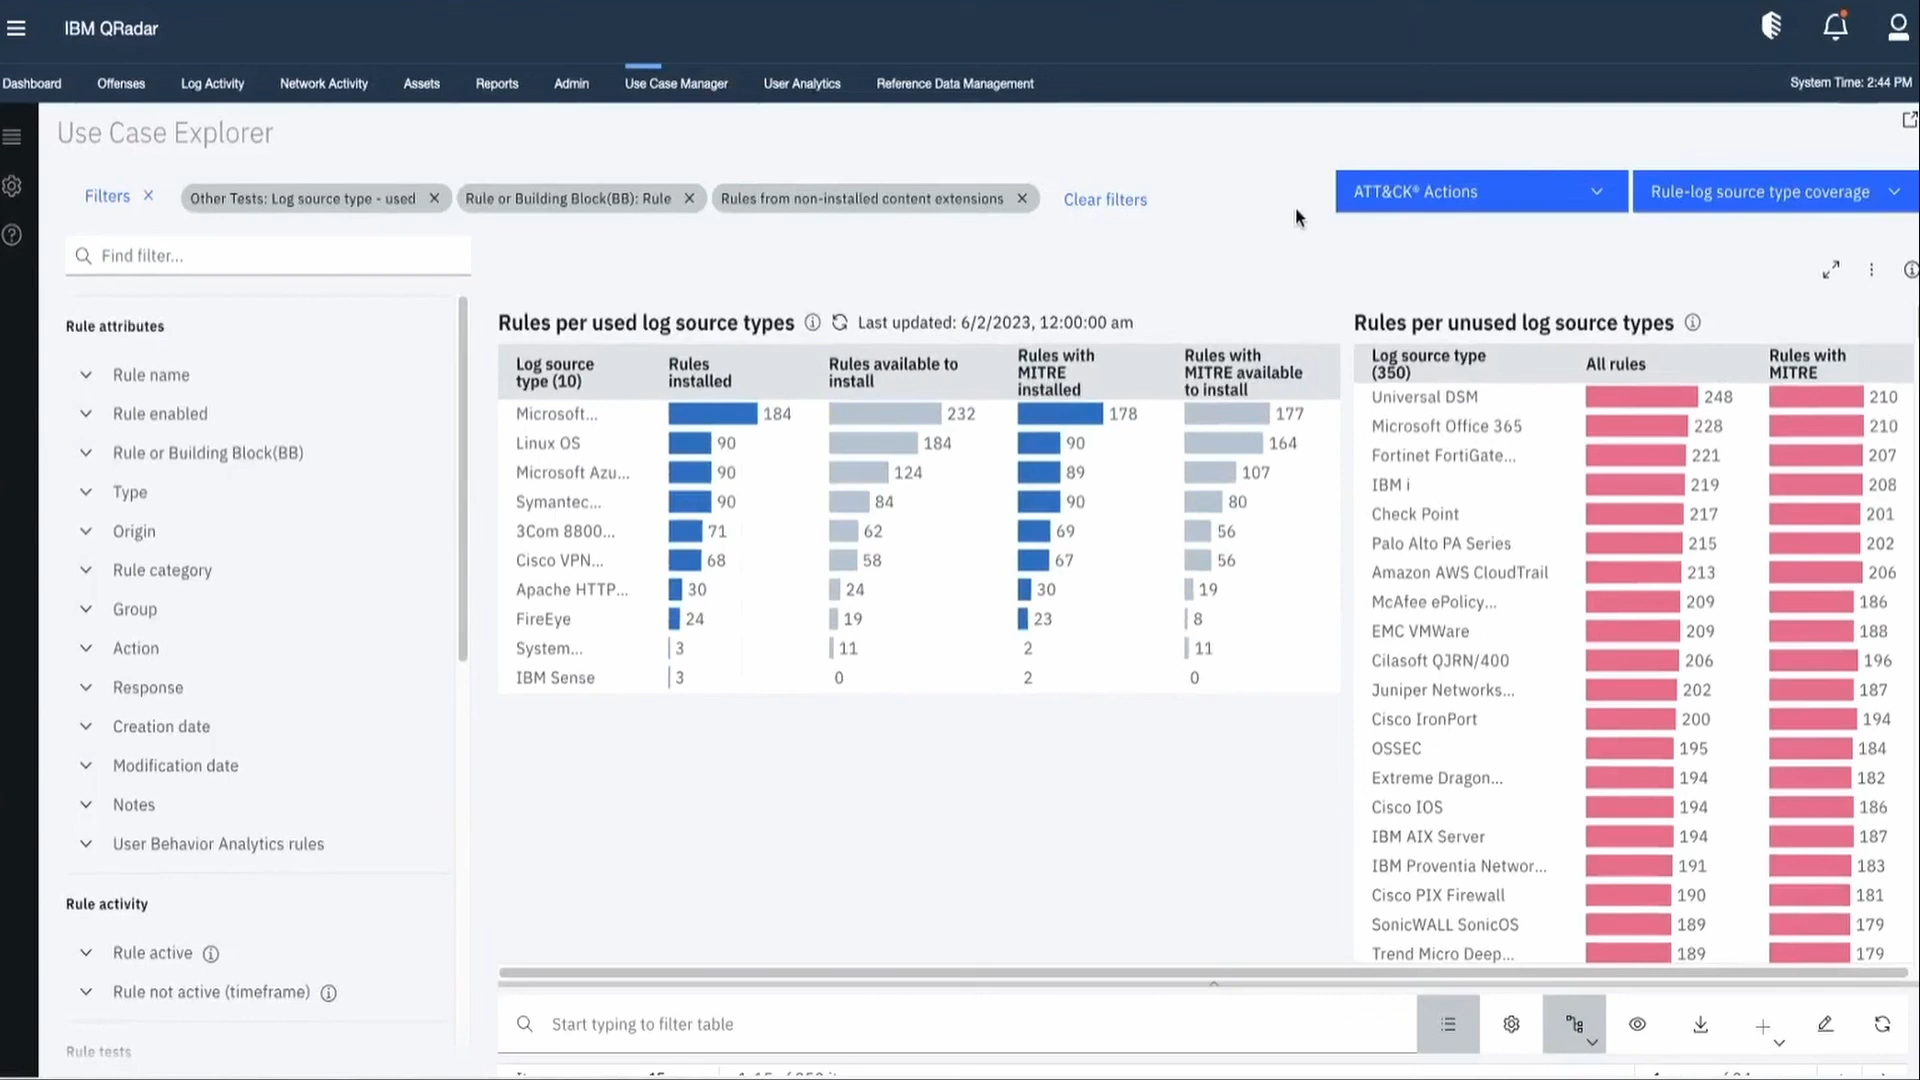 IBM QRadar
Dashboard Offenses Log Activity Network Activity Assets Reports Admin Use Case Manager User Analytics Reference Data Management System Time: 2:44 PM
Use Case Explorer
Filters Other Tests: Log source type - used Rule or Building Block(BB): Rule Rules from non-installed content extensions Clear filters ATT&CK® Actions Rule-log source type coverage
Find filter...
Rule attributes
Rule name
Rule enabled
Rule or Building Block(BB)
Type
Origin
Rule category
Group
Action
Response
Creation date
Modification date
Notes
User Behavior Analytics rules
Rule activity
Rule active
Rule not active (timeframe)
Rule tests
Rules per used log source types Last updated: 6/2/2023, 12:00:00 am
Log source type (10) Rules installed Rules available to install Rules with MITRE installed Rules with MITRE available to install
Microsoft... 184 232 178 177
Linux OS 90 184 90 164
Microsoft Azu... 90 124 89 107
Symantec... 90 84 90 80
3Com 8800... 71 62 69 56
Cisco VPN... 68 58 67 56
Apache HTTP... 30 24 30 19
FireEye 24 19 23 8
System... 3 11 2 11
IBM Sense 3 0 2 0
Rules per unused log source types
Log source type (350) All rules Rules with MITRE
Universal DSM 248 210
Microsoft Office 365 228 210
Fortinet FortiGate... 221 207
IBM i 219 208
Check Point 217 201
Palo Alto PA Series 215 202
Amazon AWS CloudTrail 213 206
McAfee ePolicy... 209 186
EMC VMWare 209 188
Cilasoft QJRN/400 206 196
Juniper Networks... 202 187
Cisco IronPort 200 194
OSSEC 195 184
Extreme Dragon... 194 182
Cisco IOS 194 186
IBM AIX Server 194 187
IBM Proventia Networ... 191 183
Cisco PIX Firewall 190 181
SonicWALL SonicOS 189 179
Trend Micro Deep... 189 179
Start typing to filter table